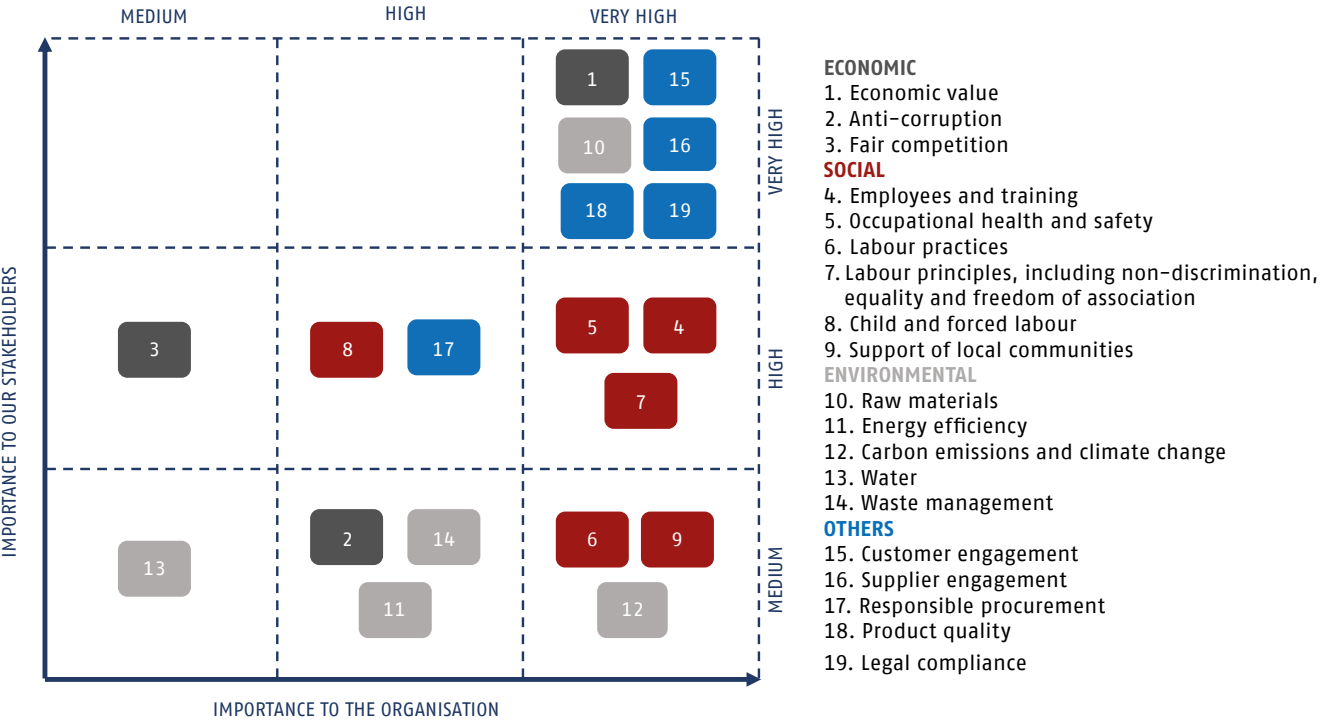 MEDIUM
HIGH
VERY HIGH
1
15
10
16
18
19
VERY HIGH
3
8
17
5
4
7
HIGH
2
14
6
9
13
11
12
MEDIUM
IMPORTANCE TO OUR STAKEHOLDERS
IMPORTANCE TO THE ORGANISATION
ECONOMIC
1. Economic value
2. Anti-corruption
3. Fair competition
SOCIAL
4. Employees and training
5. Occupational health and safety
6. Labour practices
7. Labour principles, including non-discrimination,
equality and freedom of association
8. Child and forced labour
9. Support of local communities
ENVIRONMENTAL
10. Raw materials
11. Energy efficiency
12. Carbon emissions and climate change
13. Water
14. Waste management
OTHERS
15. Customer engagement
16. Supplier engagement
17. Responsible procurement
18. Product quality
19. Legal compliance